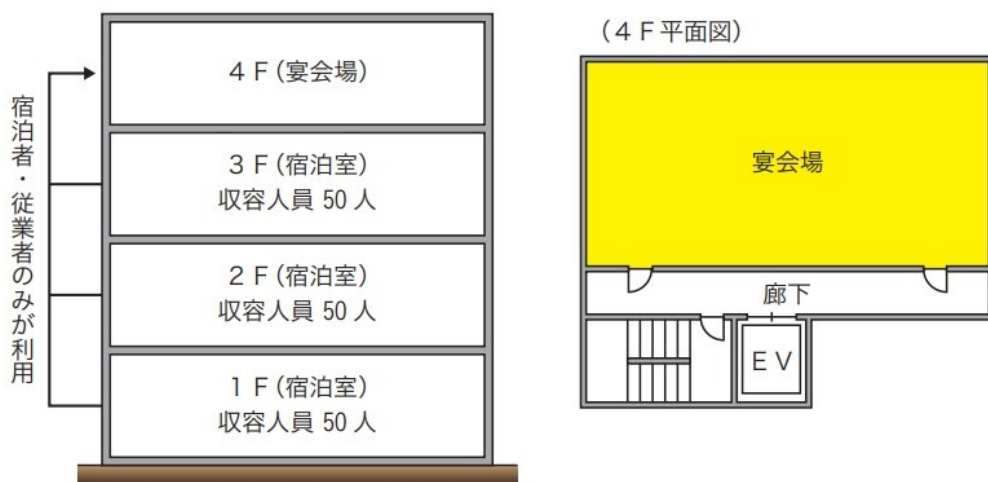 4F(宴会場)
3F(宿泊室)
収容人員 50 人
2F(宿泊室)
収容人員 50 人
1F(宿泊室)
収容人員 50 人
宿泊者・従業者のみが利用
(4F平面図)
宴会場
廊下
EV